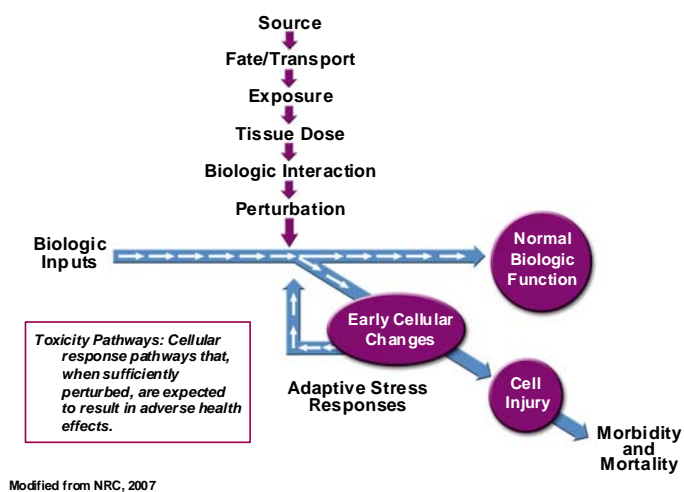 Source
Fate/Transport
Exposure
Tissue Dose
Biologic Interaction
Perturbation
Biologic
Inputs
Normal
Biologic
Function
Early Cellular
Changes
Adaptive Stress
Responses
Cell
Injury
Morbidity
and
Mortality
Toxicity Pathways: Cellular
response pathways that,
when sufficiently
perturbed, are expected
to result in adverse health
effects.
Modified from NRC, 2007